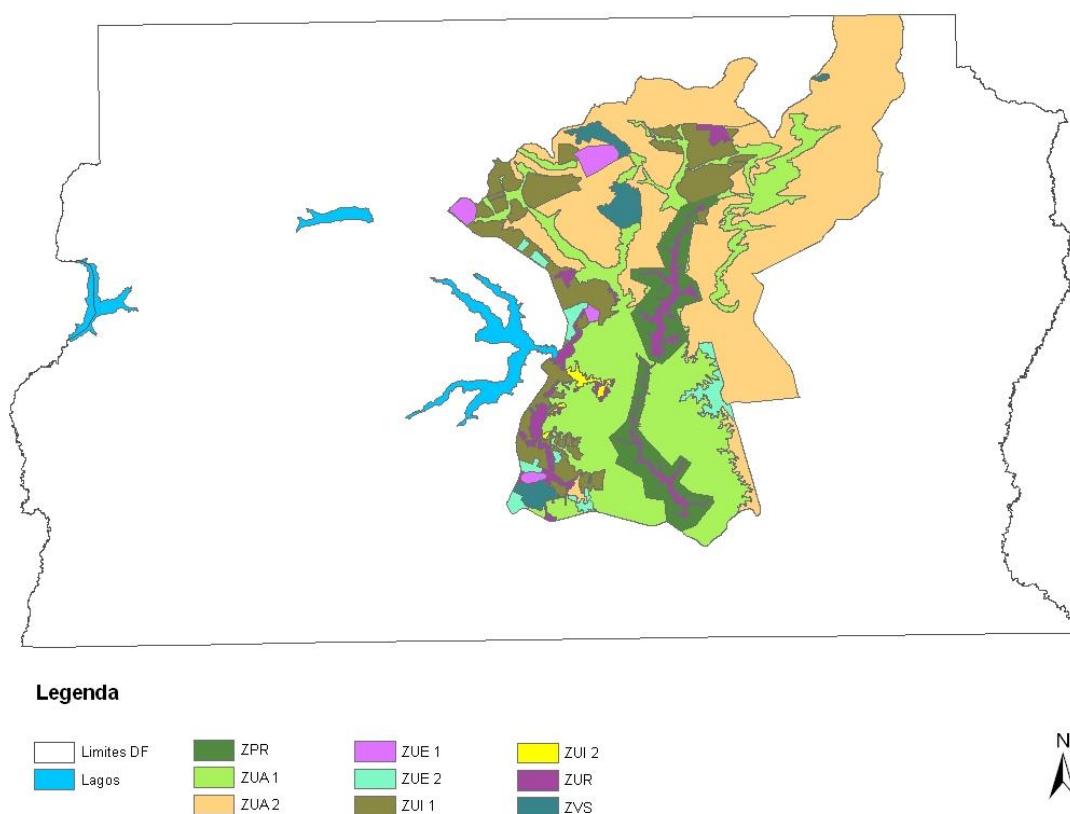 Legenda
Limites DF
Lagos
ZPR
ZUA 1
ZUA 2
ZUE 1
ZUE 2
ZUI 1
ZUI 2
ZUR
ZVS
N